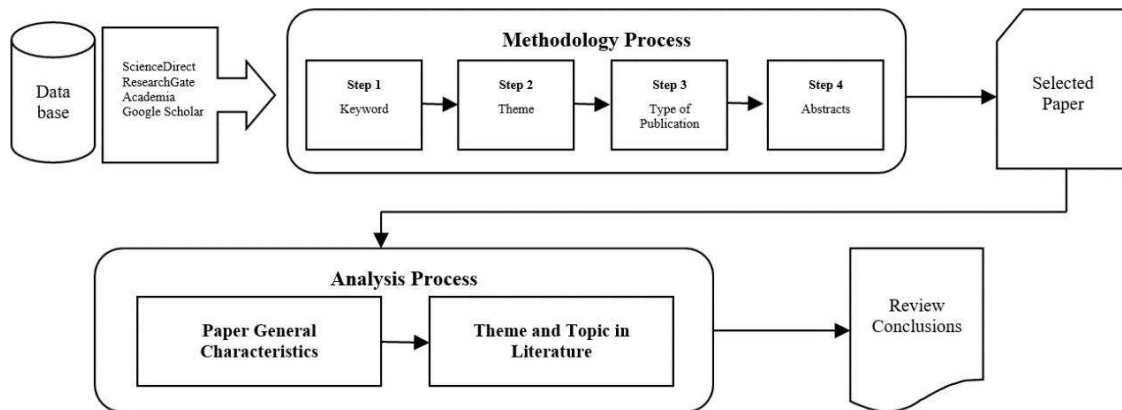 Data
base
ScienceDirect
ResearchGate
Academia
Google Scholar
Methodology Process
Step 1
Keyword
Step 2
Theme
Step 3
Type of
Publication
Step 4
Abstracts
Selected
Paper
Analysis Process
Paper General
Characteristics
Theme and Topic in
Literature
Review
Conclusions